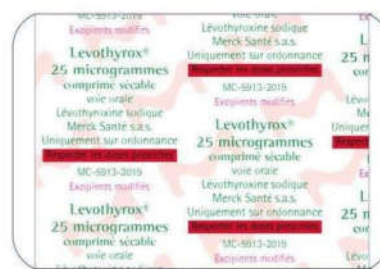 MC-5913-2019
Excipients modifiés
Levothyrox®
25 microgrammes
comprimé sécable
voie orale
Lévothyroxine sodique
Merck Santé s.a.s.
Uniquement sur ordonnance
Respecter les doses prescrites
MC-5913-2019
Excipients modifiés
Levothyrox®
25 microgrammes
comprimé sécable
voie orale
Lévothyroxine sodique
voie orale
Lévothyroxine sodique
Merck Santé s.a.s.
Uniquement sur ordonnance
Respecter les doses prescrites
MC-5913-2019
Excipients modifiés
Levothyrox®
25 microgrammes
comprimé sécable
voie orale
Lévothyroxine sodique
Merck Santé s.a.s.
Uniquement sur ordonnance
Respecter les doses prescrites
MC-5913-2019
Excipients modifiés